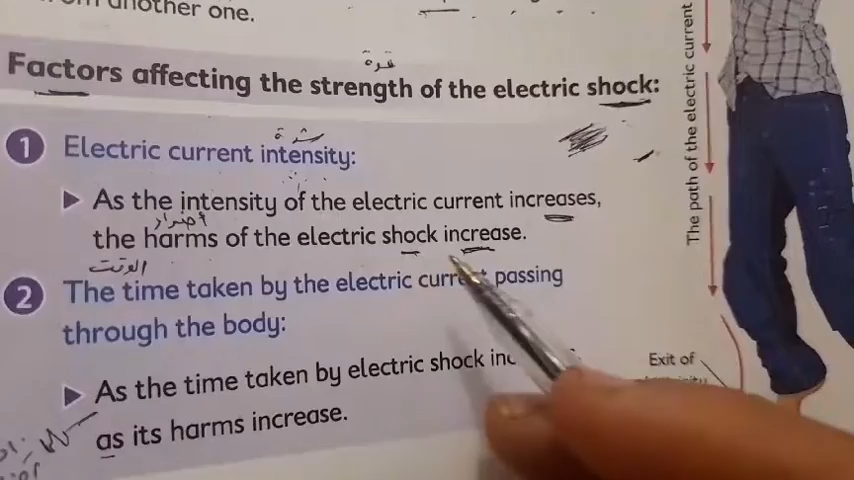 another one.
قوة
Factors affecting the strength of the electric shock:
شدة
1 Electric current intensity:
As the intensity of the electric current increases,
أضرار
the harms of the electric shock increase.
الوقت
2 The time taken by the electric current passing
through the body:
As the time taken by electric shock
as its harms increase.
The path of the electric current
Exit of